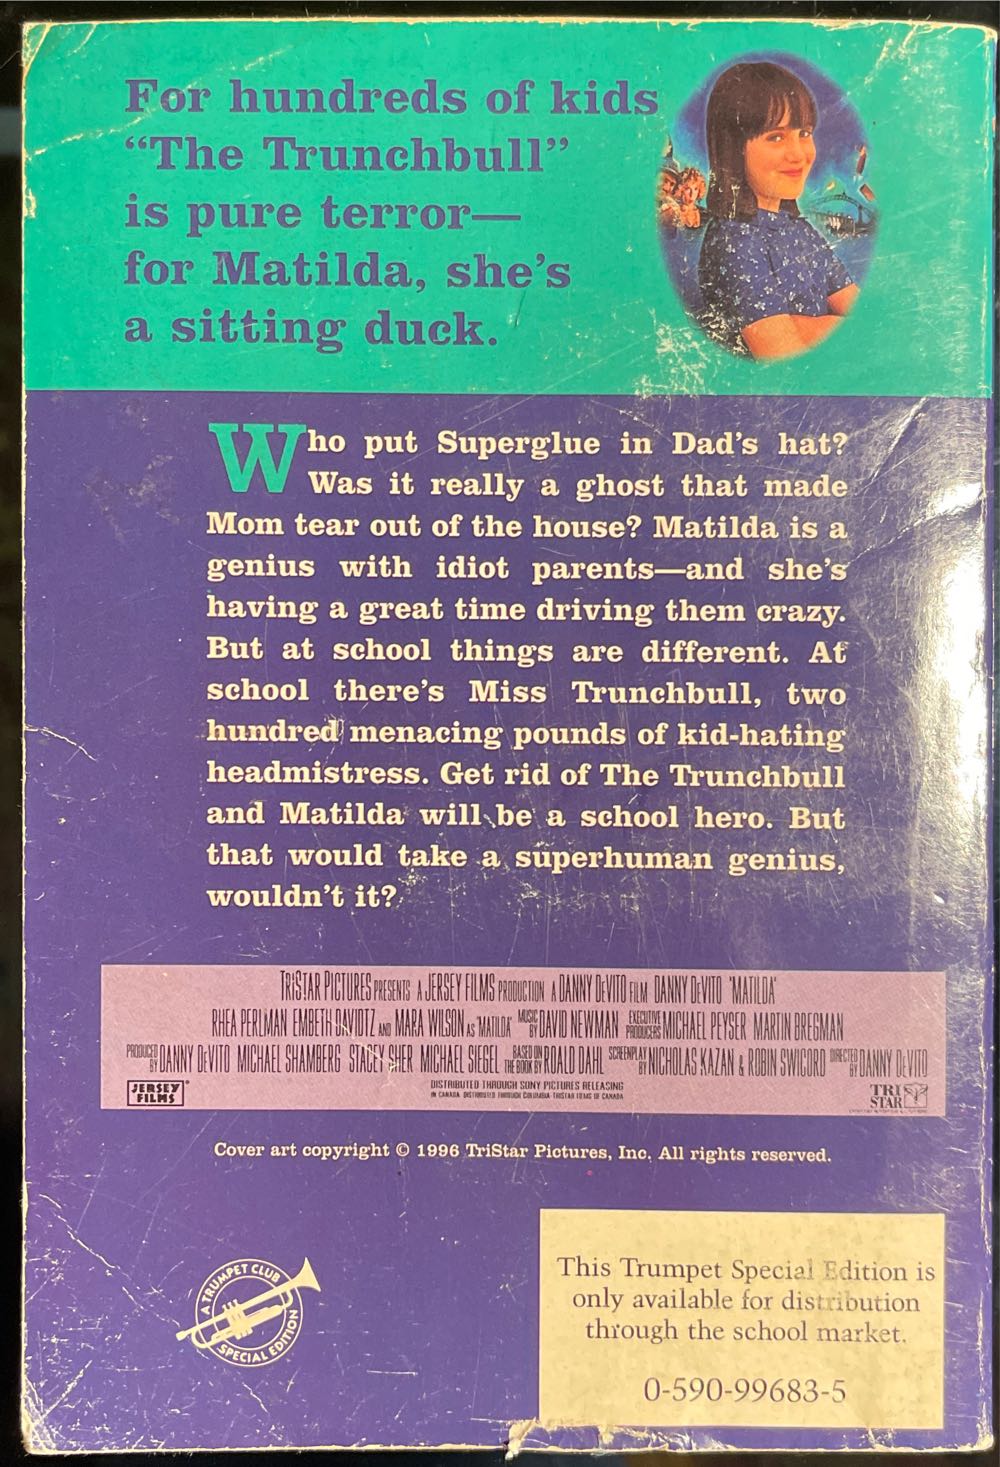 For hundreds of kids
“The Trunchbull”
is pure terror—
for Matilda, she’s
a sitting duck.
Who put Superglue in Dad’s hat?
Was it really a ghost that made
Mom tear out of the house? Matilda is a
genius with idiot parents—and she’s
having a great time driving them crazy.
But at school things are different. At
school there’s Miss Trunchbull, two
hundred menacing pounds of kid-hating
headmistress. Get rid of The Trunchbull
and Matilda will be a school hero. But
that would take a superhuman genius,
wouldn’t it?
TRISTAR PICTURES PRESENTS A JERSEY FILMS PRODUCTION A DANNY DeVITO FILM DANNY DeVITO "MATILDA"
RHEA PERLMAN EMBETH DAVIDTZ AND MARA WILSON AS "MATILDA" MUSIC BY DAVID NEWMAN EXECUTIVE PRODUCERS MICHAEL PEYSER MARTIN BREGMAN
PRODUCED BY DANNY DeVITO MICHAEL SHAMBERG STACEY SHER MICHAEL SIEGEL BASED ON THE BOOK BY ROALD DAHL SCREENPLAY BY NICHOLAS KAZAN & ROBIN SWICORD DIRECTED BY DANNY DeVITO
JERSEY FILMS
DISTRIBUTED THROUGH SONY PICTURES RELEASING
IN CANADA DISTRIBUTED THROUGH COLUMBIA TRISTAR FILMS OF CANADA
TRI STAR
Cover art copyright © 1996 TriStar Pictures, Inc. All rights reserved.
A TRUMPET CLUB
SPECIAL EDITION
This Trumpet Special Edition is
only available for distribution
through the school market.
0-590-99683-5